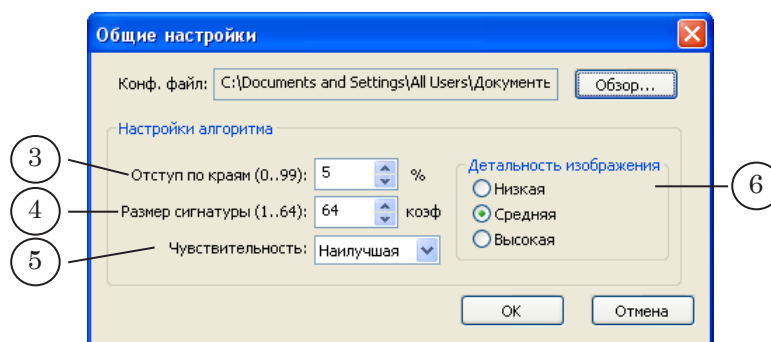 Общие настройки
Конф. файл: C:\Documents and Settings\All Users\Документь Обзор...
Настройки алгоритма
3 Отступ по краям (0..99): 5 %
Детальность изображения
Низкая
6
4 Размер сигнатуры (1..64): 64 коэф
Средняя
5 Чувствительность: Наилучшая
Высокая
OK Отмена